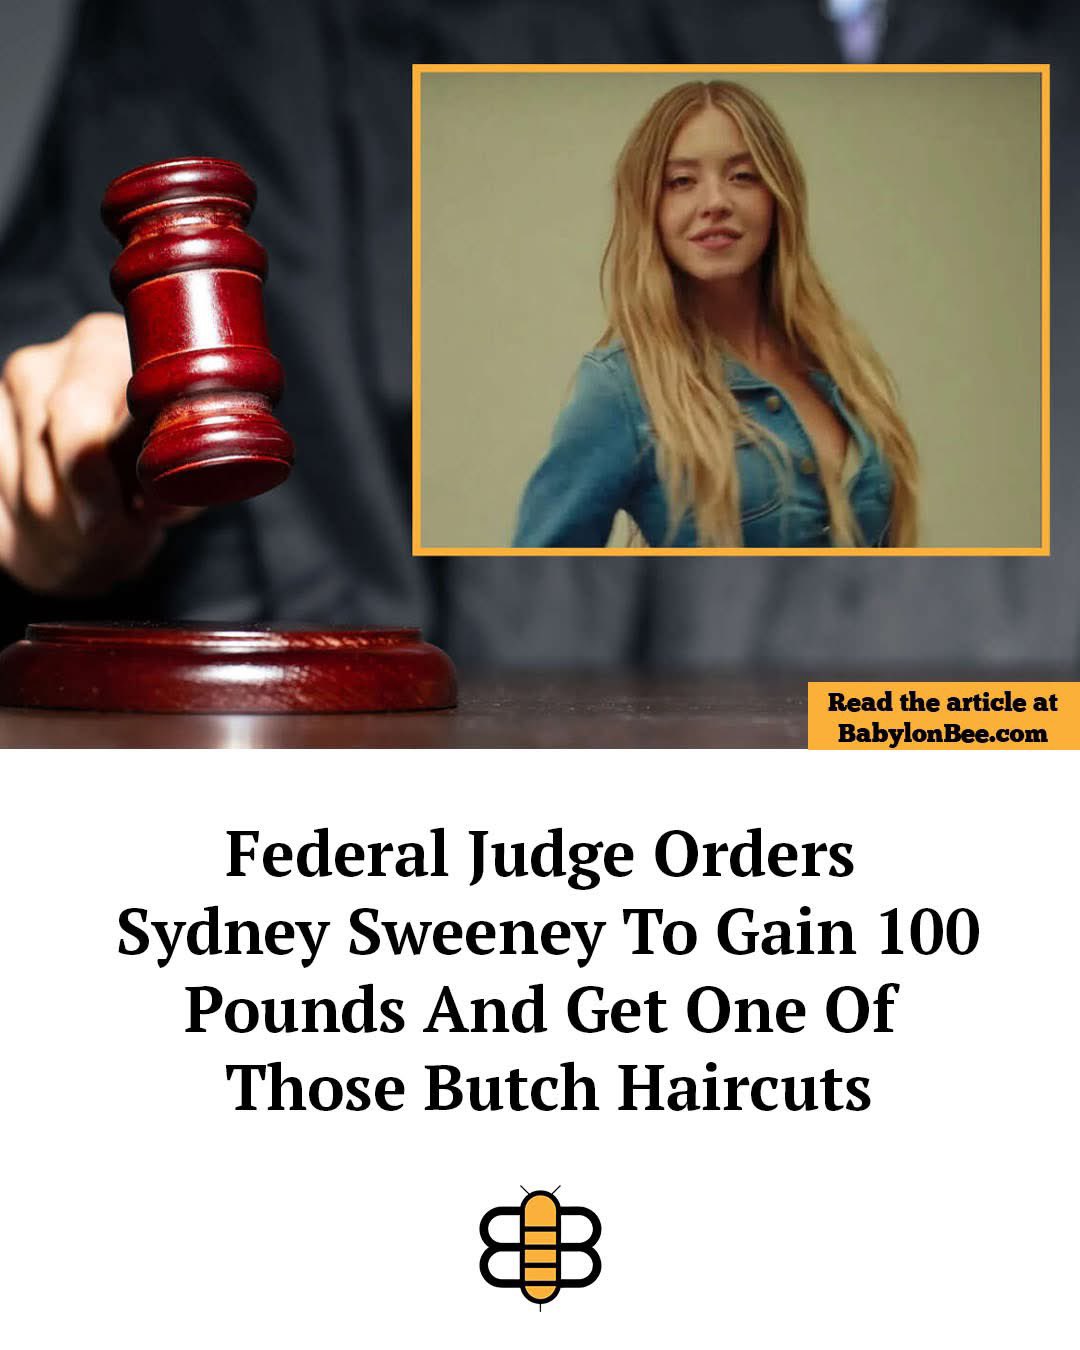 Read the article at
BabylonBee.com
Federal Judge Orders
Sydney Sweeney To Gain 100
Pounds And Get One Of
Those Butch Haircuts